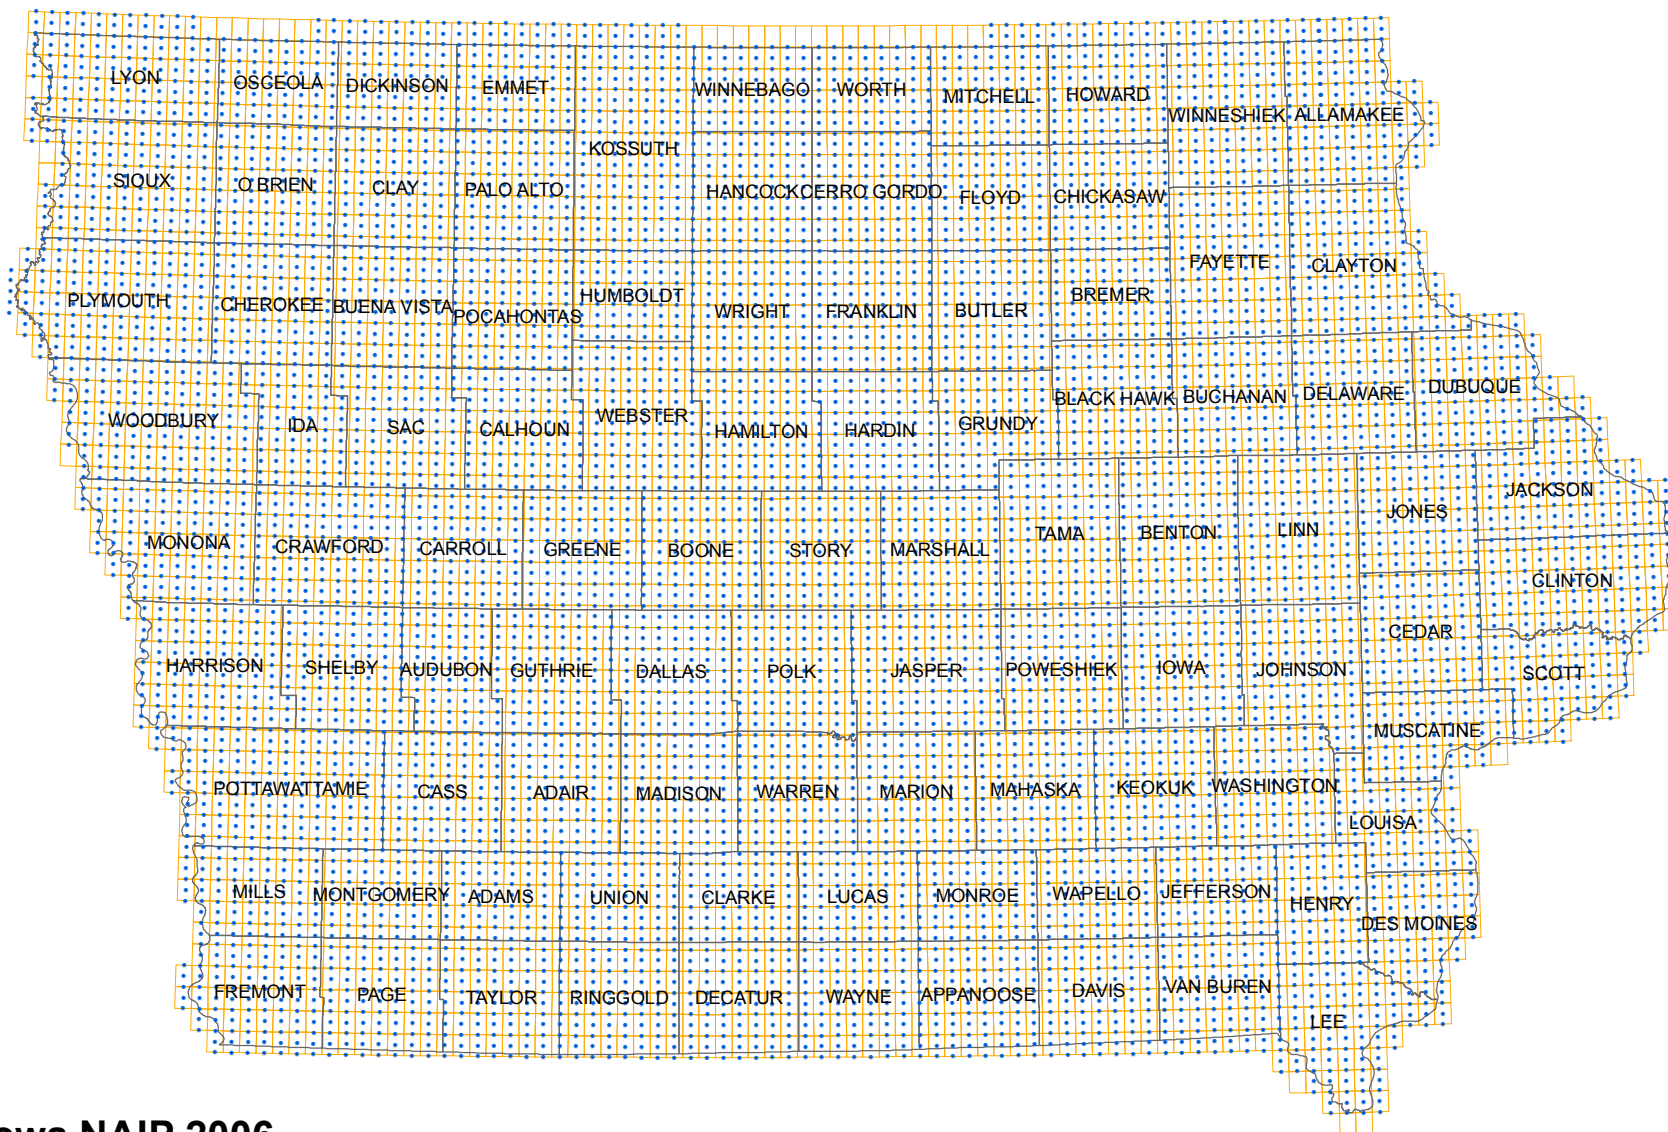 LYON
OSCEOLA
DICKINSON
EMMET
WINNEBAGO
WORTH
MITCHELL
HOWARD
WINNESHIEK
ALLAMAKEE
KOSSUTH
SIOUX
O'BRIEN
CLAY
PALO ALTO
HANCOCK
CERRO GORDO
FLOYD
CHICKASAW
FAYETTE
CLAYTON
PLYMOUTH
CHEROKEE
BUENA VISTA
POCAHONTAS
HUMBOLDT
WRIGHT
FRANKLIN
BUTLER
BREMER
WOODBURY
IDA
SAC
CALHOUN
WEBSTER
HAMILTON
HARDIN
GRUNDY
BLACK HAWK
BUCHANAN
DELAWARE
DUBUQUE
MONONA
CRAWFORD
CARROLL
GREENE
BOONE
STORY
MARSHALL
TAMA
BENTON
LINN
JONES
JACKSON
CLINTON
CEDAR
HARRISON
SHELBY
AUDUBON
GUTHRIE
DALLAS
POLK
JASPER
POWESHIEK
IOWA
JOHNSON
SCOTT
MUSCATINE
POTTAWATTAMIE
CASS
ADAIR
MADISON
WARREN
MARION
MAHASKA
KEOKUK
WASHINGTON
LOUISA
MILLS
MONTGOMERY
ADAMS
UNION
CLARKE
LUCAS
MONROE
WAPELLO
JEFFERSON
HENRY
DES MOINES
FREMONT
PAGE
TAYLOR
RINGGOLD
DECATUR
WAYNE
APPANOOSE
DAVIS
VAN BUREN
LEE
owa NAIP 2006